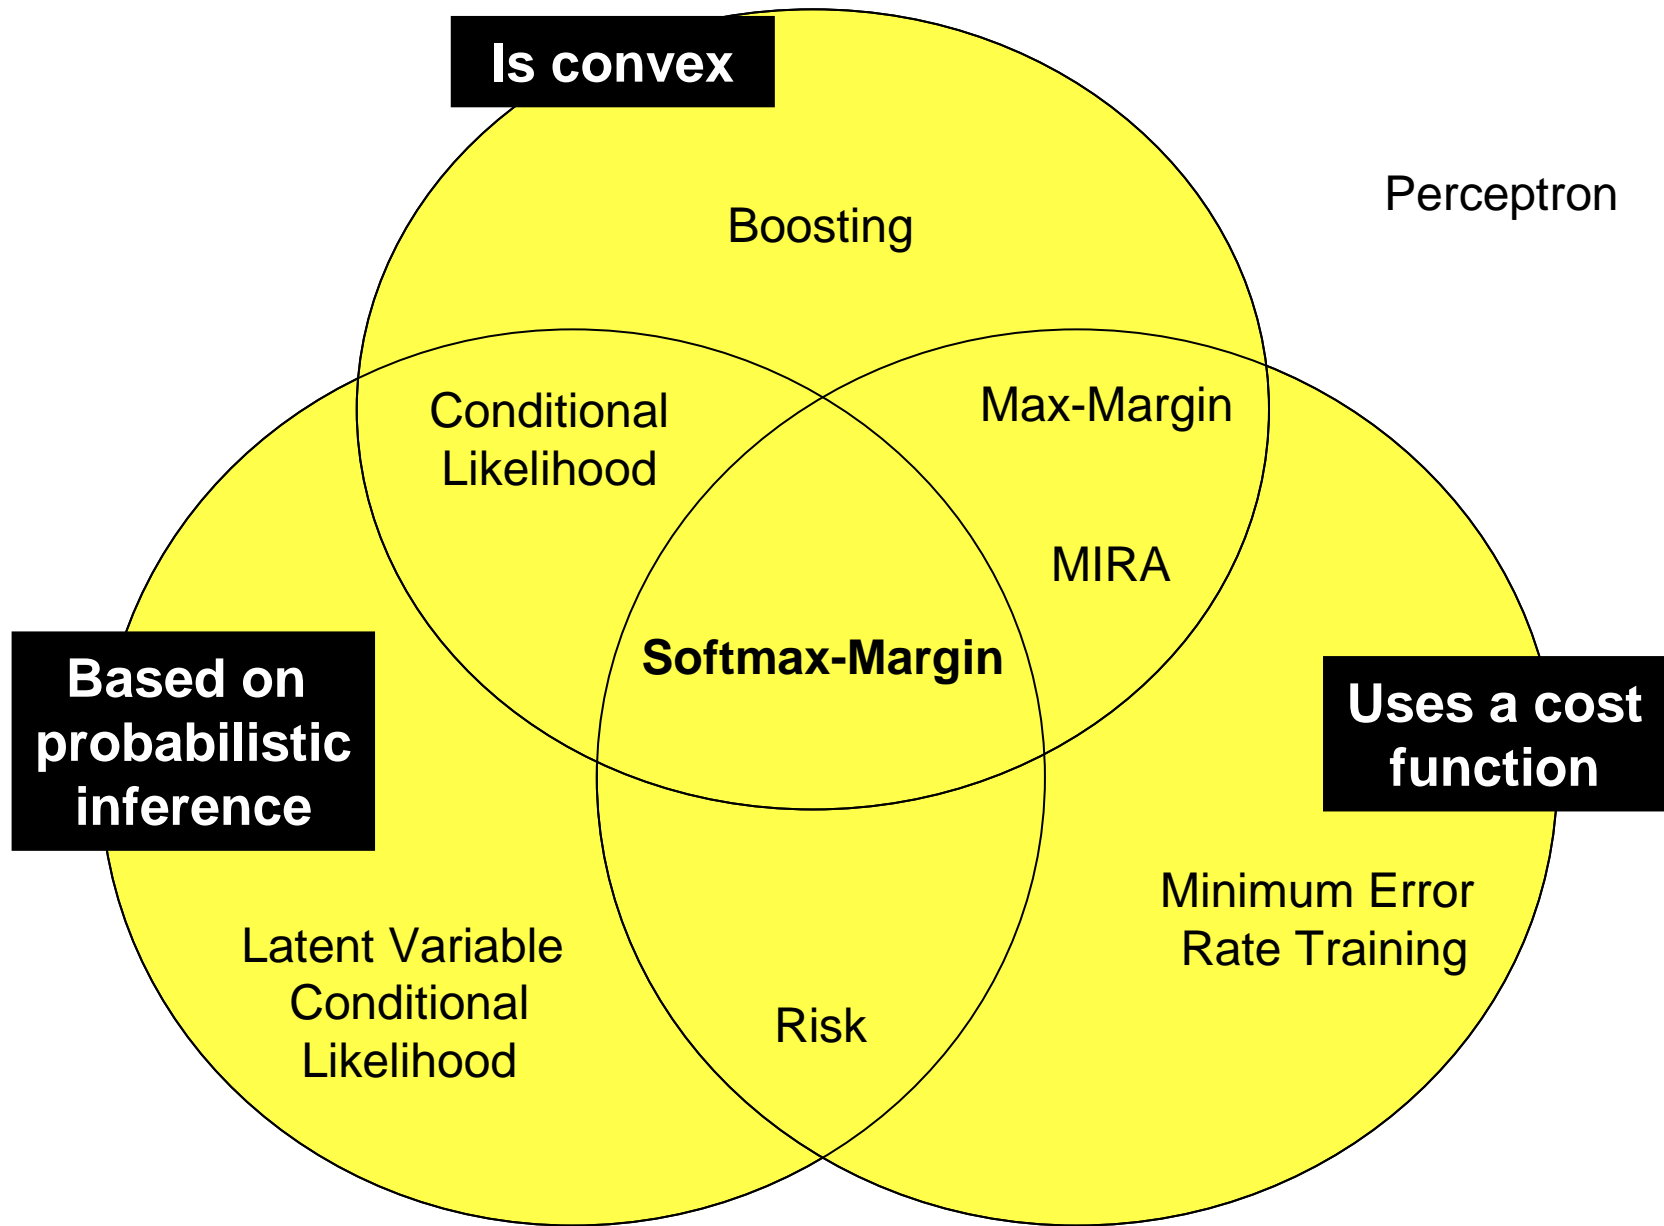 Is convex
Perceptron
Boosting
Conditional
Likelihood
Max-Margin
MIRA
Softmax-Margin
Based on
probabilistic
inference
Uses a cost
function
Minimum Error
Rate Training
Latent Variable
Conditional
Likelihood
Risk